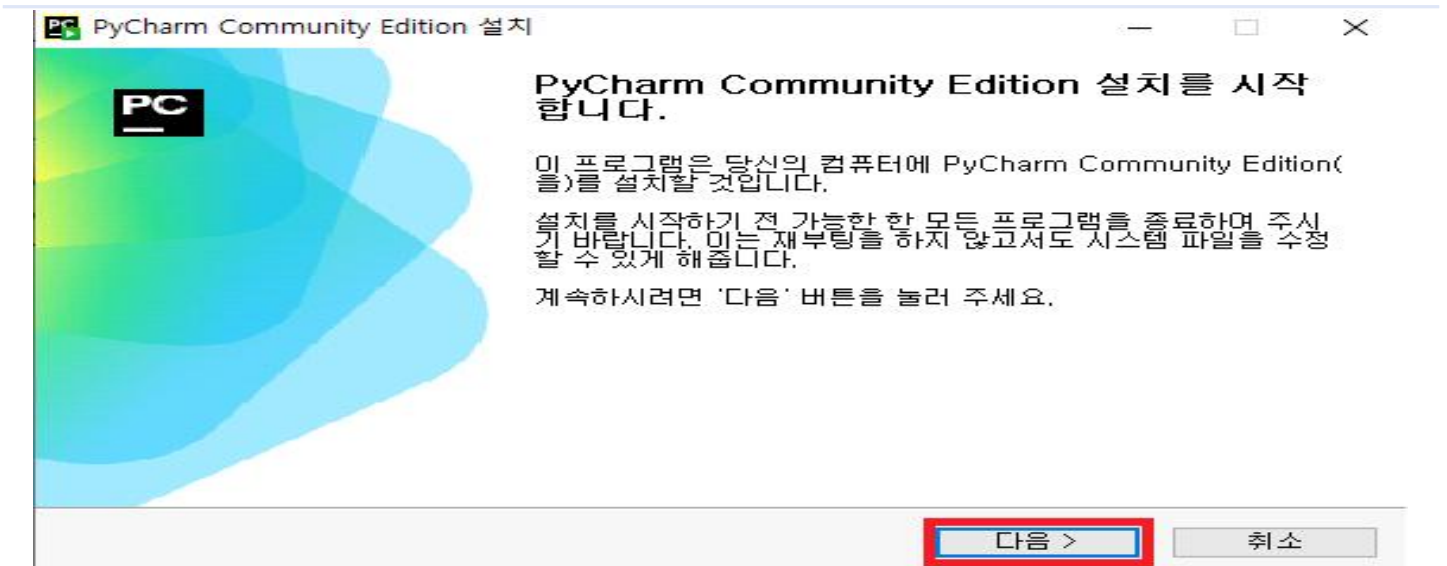 PyCharm Community Edition 설치
PC
PyCharm Community Edition 설치를 시작
합니다.
이 프로그램은 당신의 컴퓨터에 PyCharm Community Edition(
을)를 설치할 것입니다.
설치를 시작하기 전 가능한 한 모든 프로그램을 종료하여 주시
기 바랍니다. 이는 재부팅을 하지 않고서도 시스템 파일을 수정
할 수 있게 해줍니다.
계속하시려면 '다음' 버튼을 눌러 주세요.
다음 >
취소